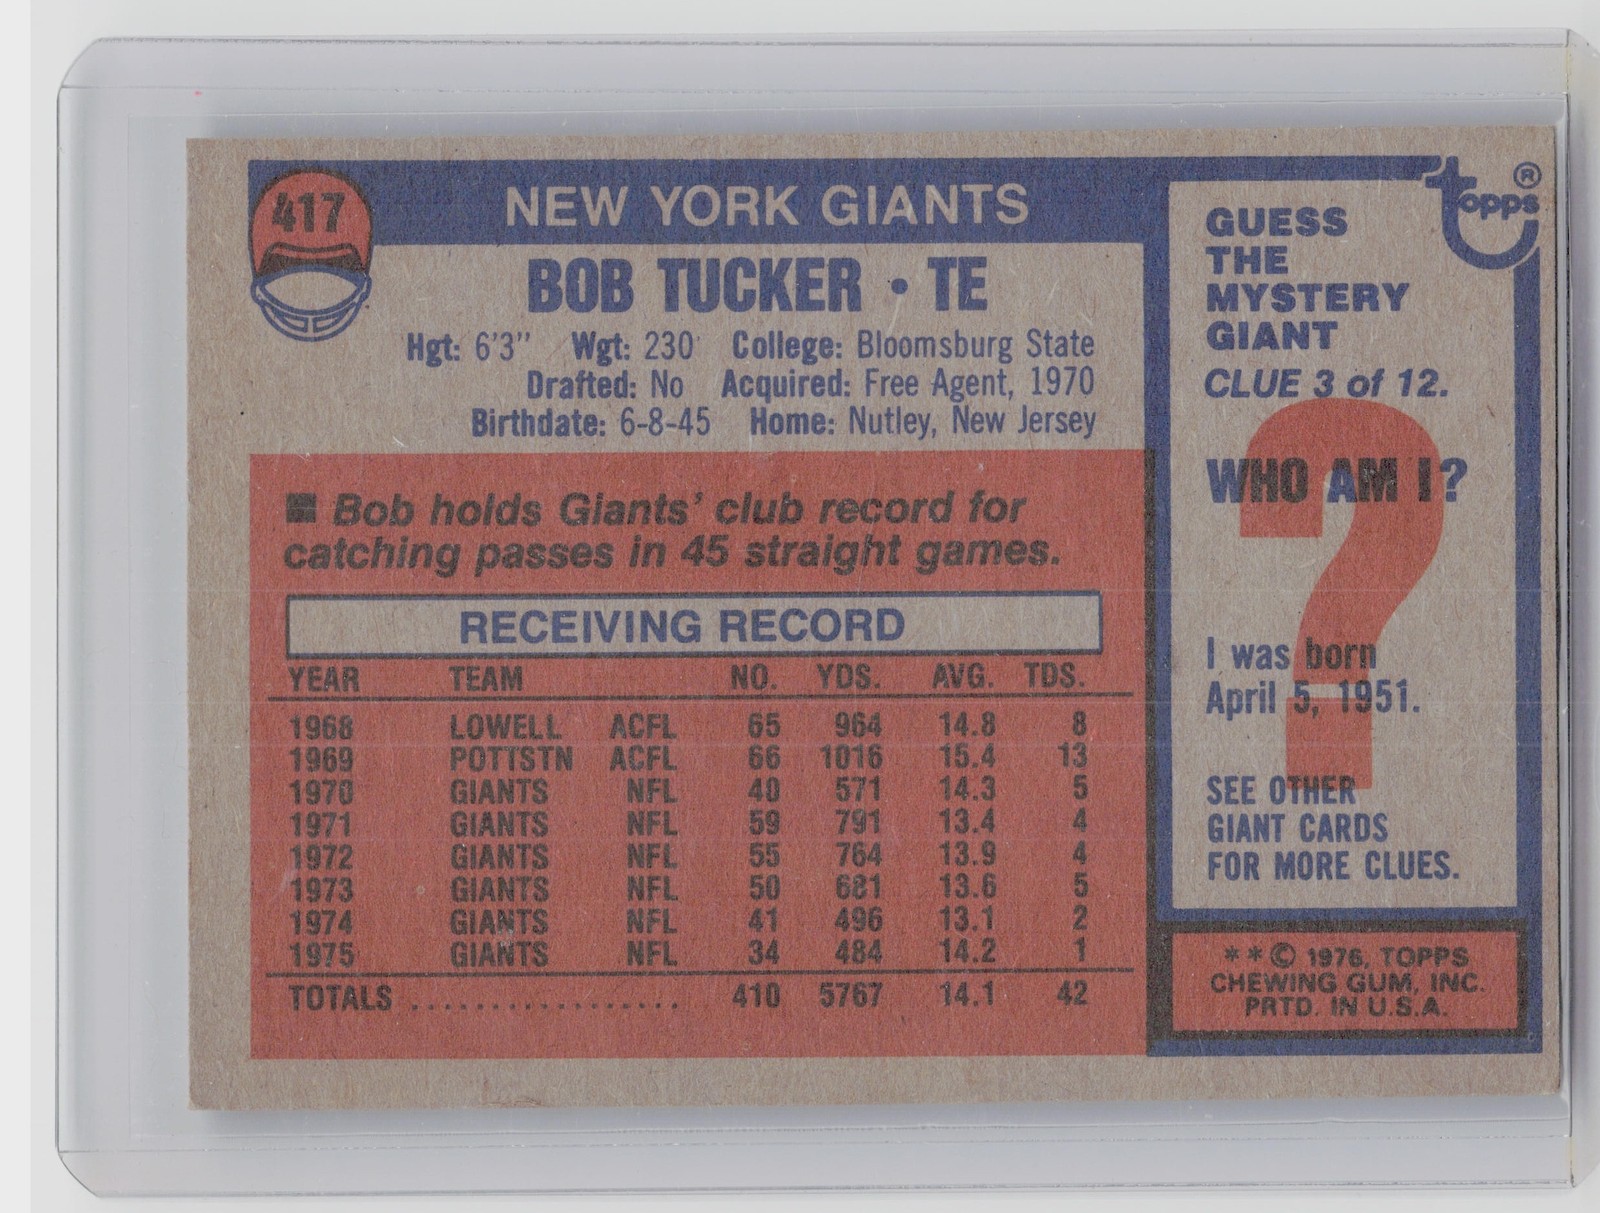 417
NEW YORK GIANTS
BOB TUCKER • TE
Hgt: 6'3" Wgt: 230 College: Bloomsburg State
Drafted: No Acquired: Free Agent, 1970
Birthdate: 6-8-45 Home: Nutley, New Jersey
■ Bob holds Giants' club record for
catching passes in 45 straight games.
RECEIVING RECORD
YEAR TEAM NO. YDS. AVG. TDS.
1968 LOWELL ACFL 65 964 14.8 8
1969 POTTSTN ACFL 66 1016 15.4 13
1970 GIANTS NFL 40 571 14.3 5
1971 GIANTS NFL 59 791 13.4 4
1972 GIANTS NFL 55 764 13.9 4
1973 GIANTS NFL 50 681 13.6 5
1974 GIANTS NFL 41 496 13.1 2
1975 GIANTS NFL 34 484 14.2 1
TOTALS .................. 410 5767 14.1 42
topps ®
GUESS
THE
MYSTERY
GIANT
CLUE 3 of 12.
?
WHO AM I?
I was born
April 5, 1951.
SEE OTHER
GIANT CARDS
FOR MORE CLUES.
**© 1976, TOPPS
CHEWING GUM, INC.
PRTD. IN U.S.A.